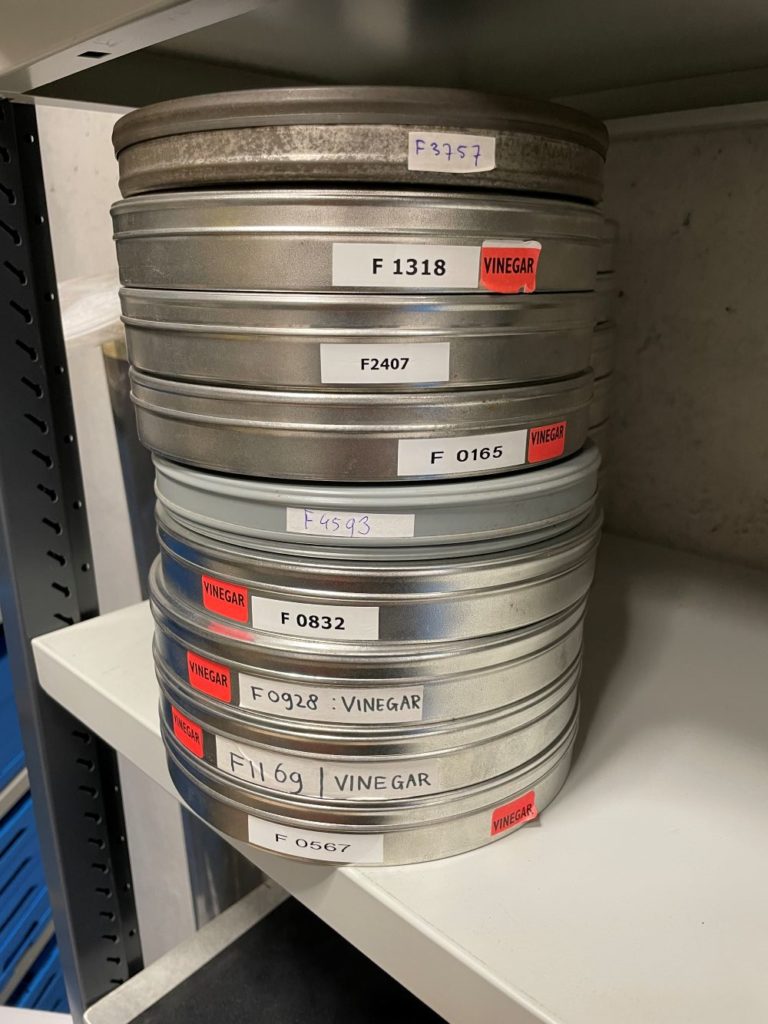 F3757
F 1318 VINEGAR
F2407
F 0165 VINEGAR
F4593
VINEGAR F 0832
VINEGAR F0928 : VINEGAR
VINEGAR F1169 | VINEGAR
F 0567 VINEGAR